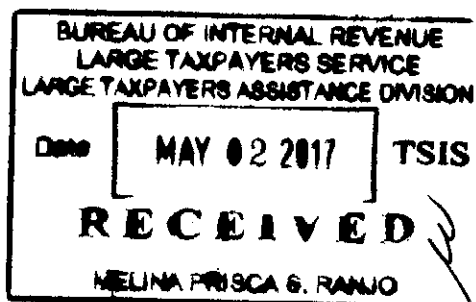 BUREAU OF INTERNAL REVENUE
LARGE TAXPAYERS SERVICE
LARGE TAXPAYERS ASSISTANCE DIVISION
Date MAY 02 2017 TSIS
RECEIVED
MELINA PRISCA S. RANJO